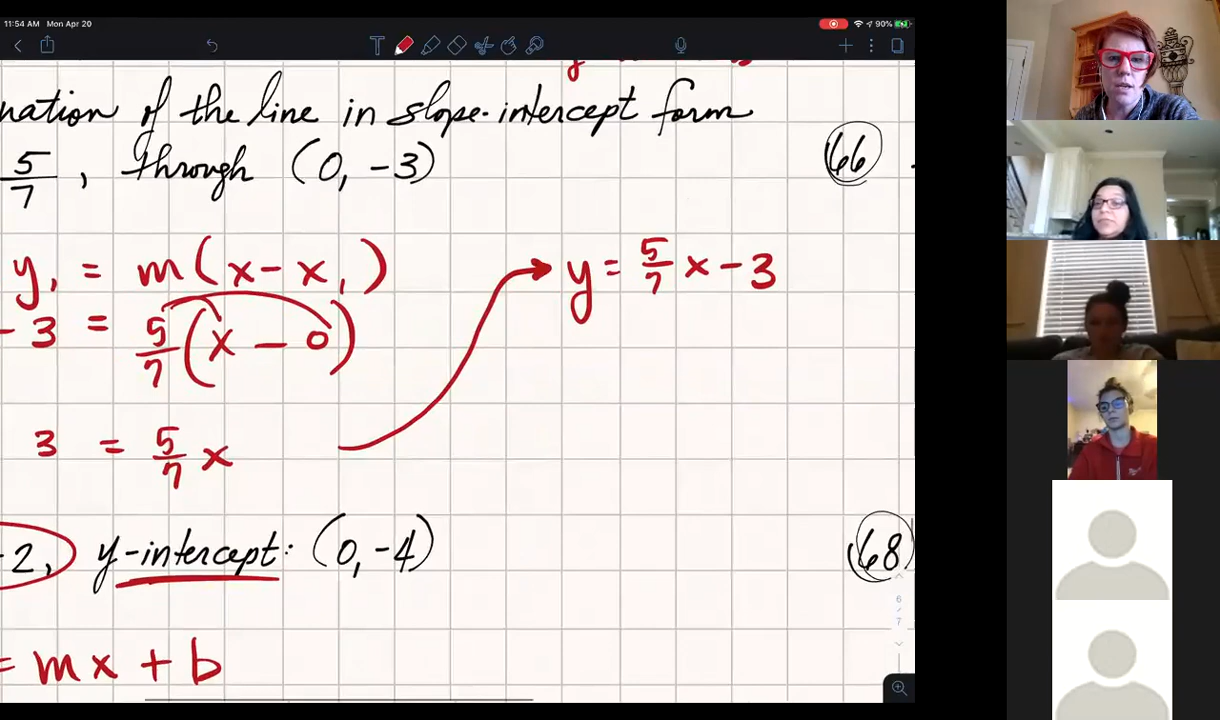 11:54 AM Mon Apr 20
90%
of the line in slope-intercept form
5/7 , through (0, -3)
66
y₁ = m(x - x₁)
- 3 = 5/7 (x - 0)
y = 5/7 x - 3
3 = 5/7 x
-2, y-intercept: (0, -4)
68
6
7
= mx + b